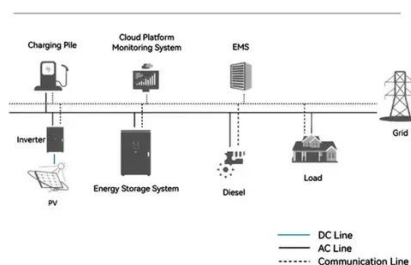 Charging Pile
Cloud Platform
Monitoring System
EMS
Grid
Inverter
PV
Energy Storage System
Diesel
Load
DC Line
AC Line
Communication Line